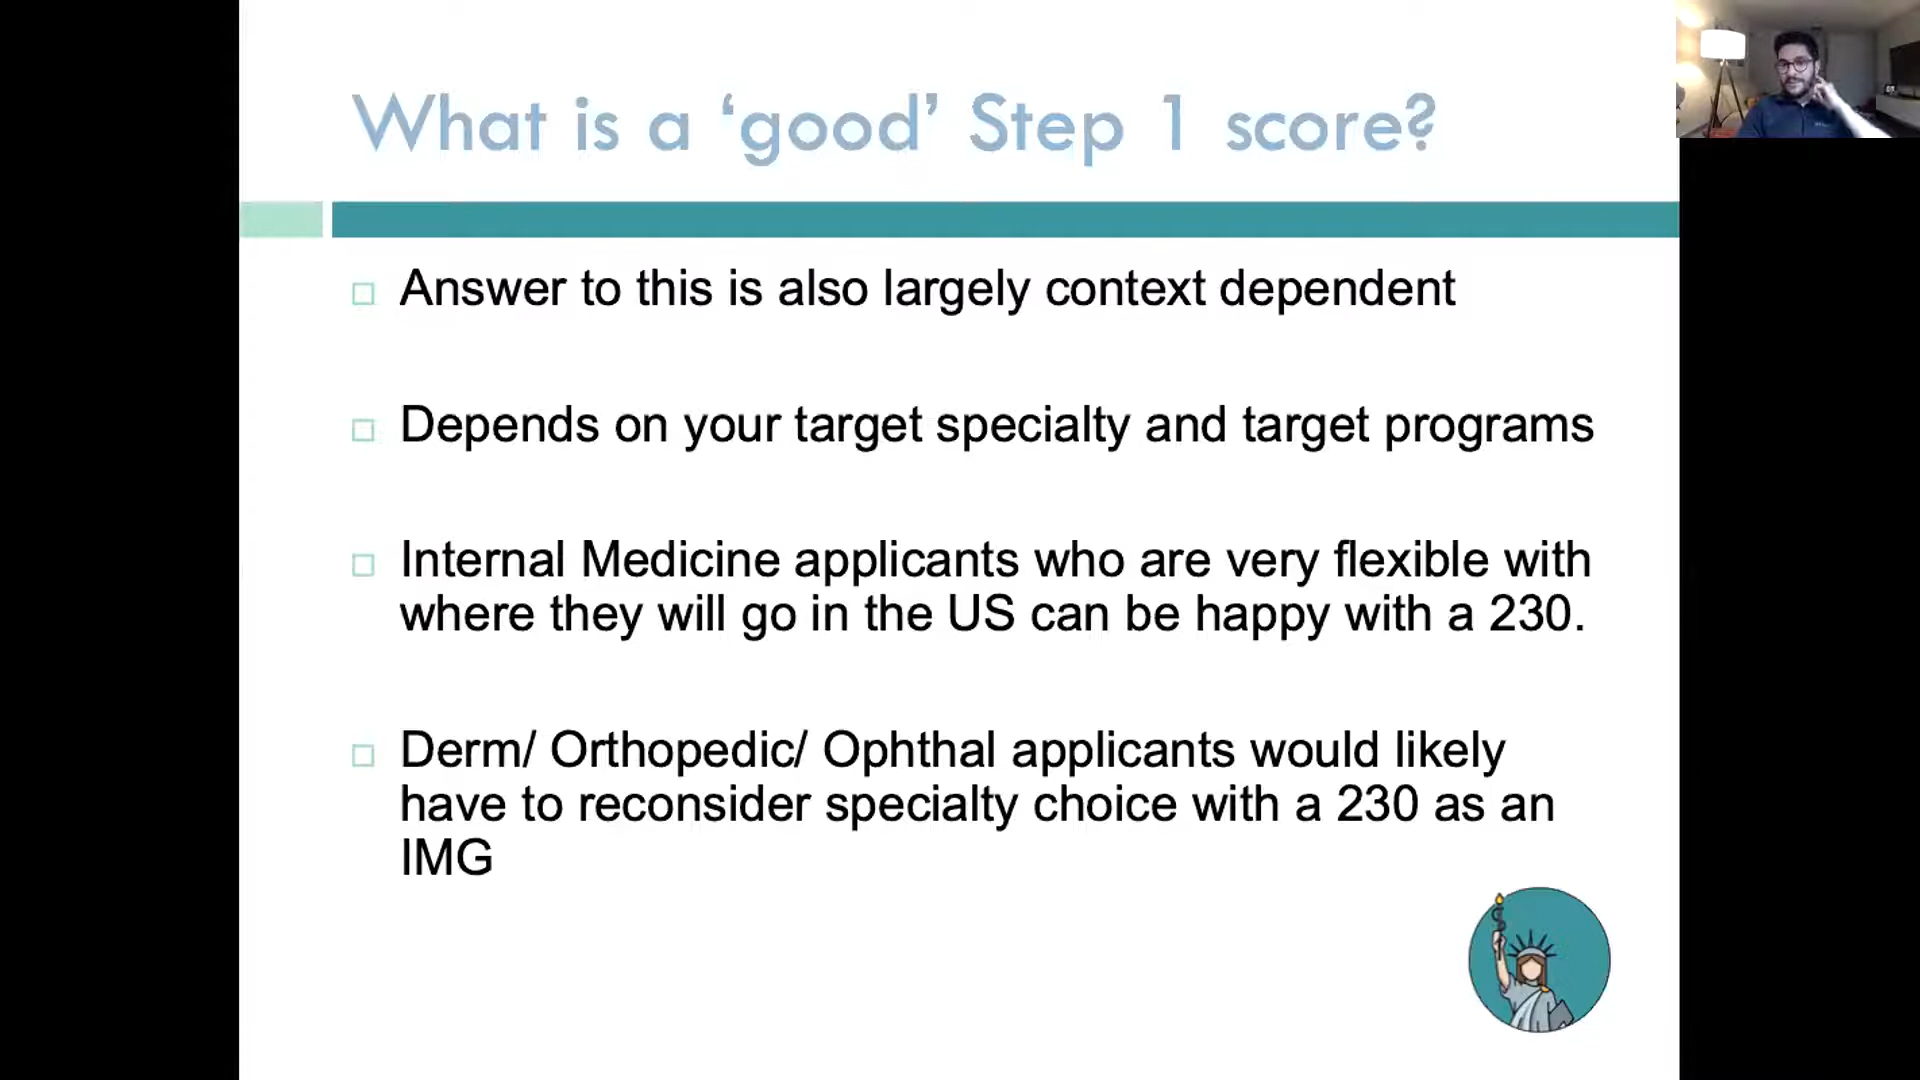 What is a ‘good’ Step 1 score?
Answer to this is also largely context dependent
Depends on your target specialty and target programs
Internal Medicine applicants who are very flexible with
where they will go in the US can be happy with a 230.
Derm/ Orthopedic/ Ophthal applicants would likely
have to reconsider specialty choice with a 230 as an
IMG